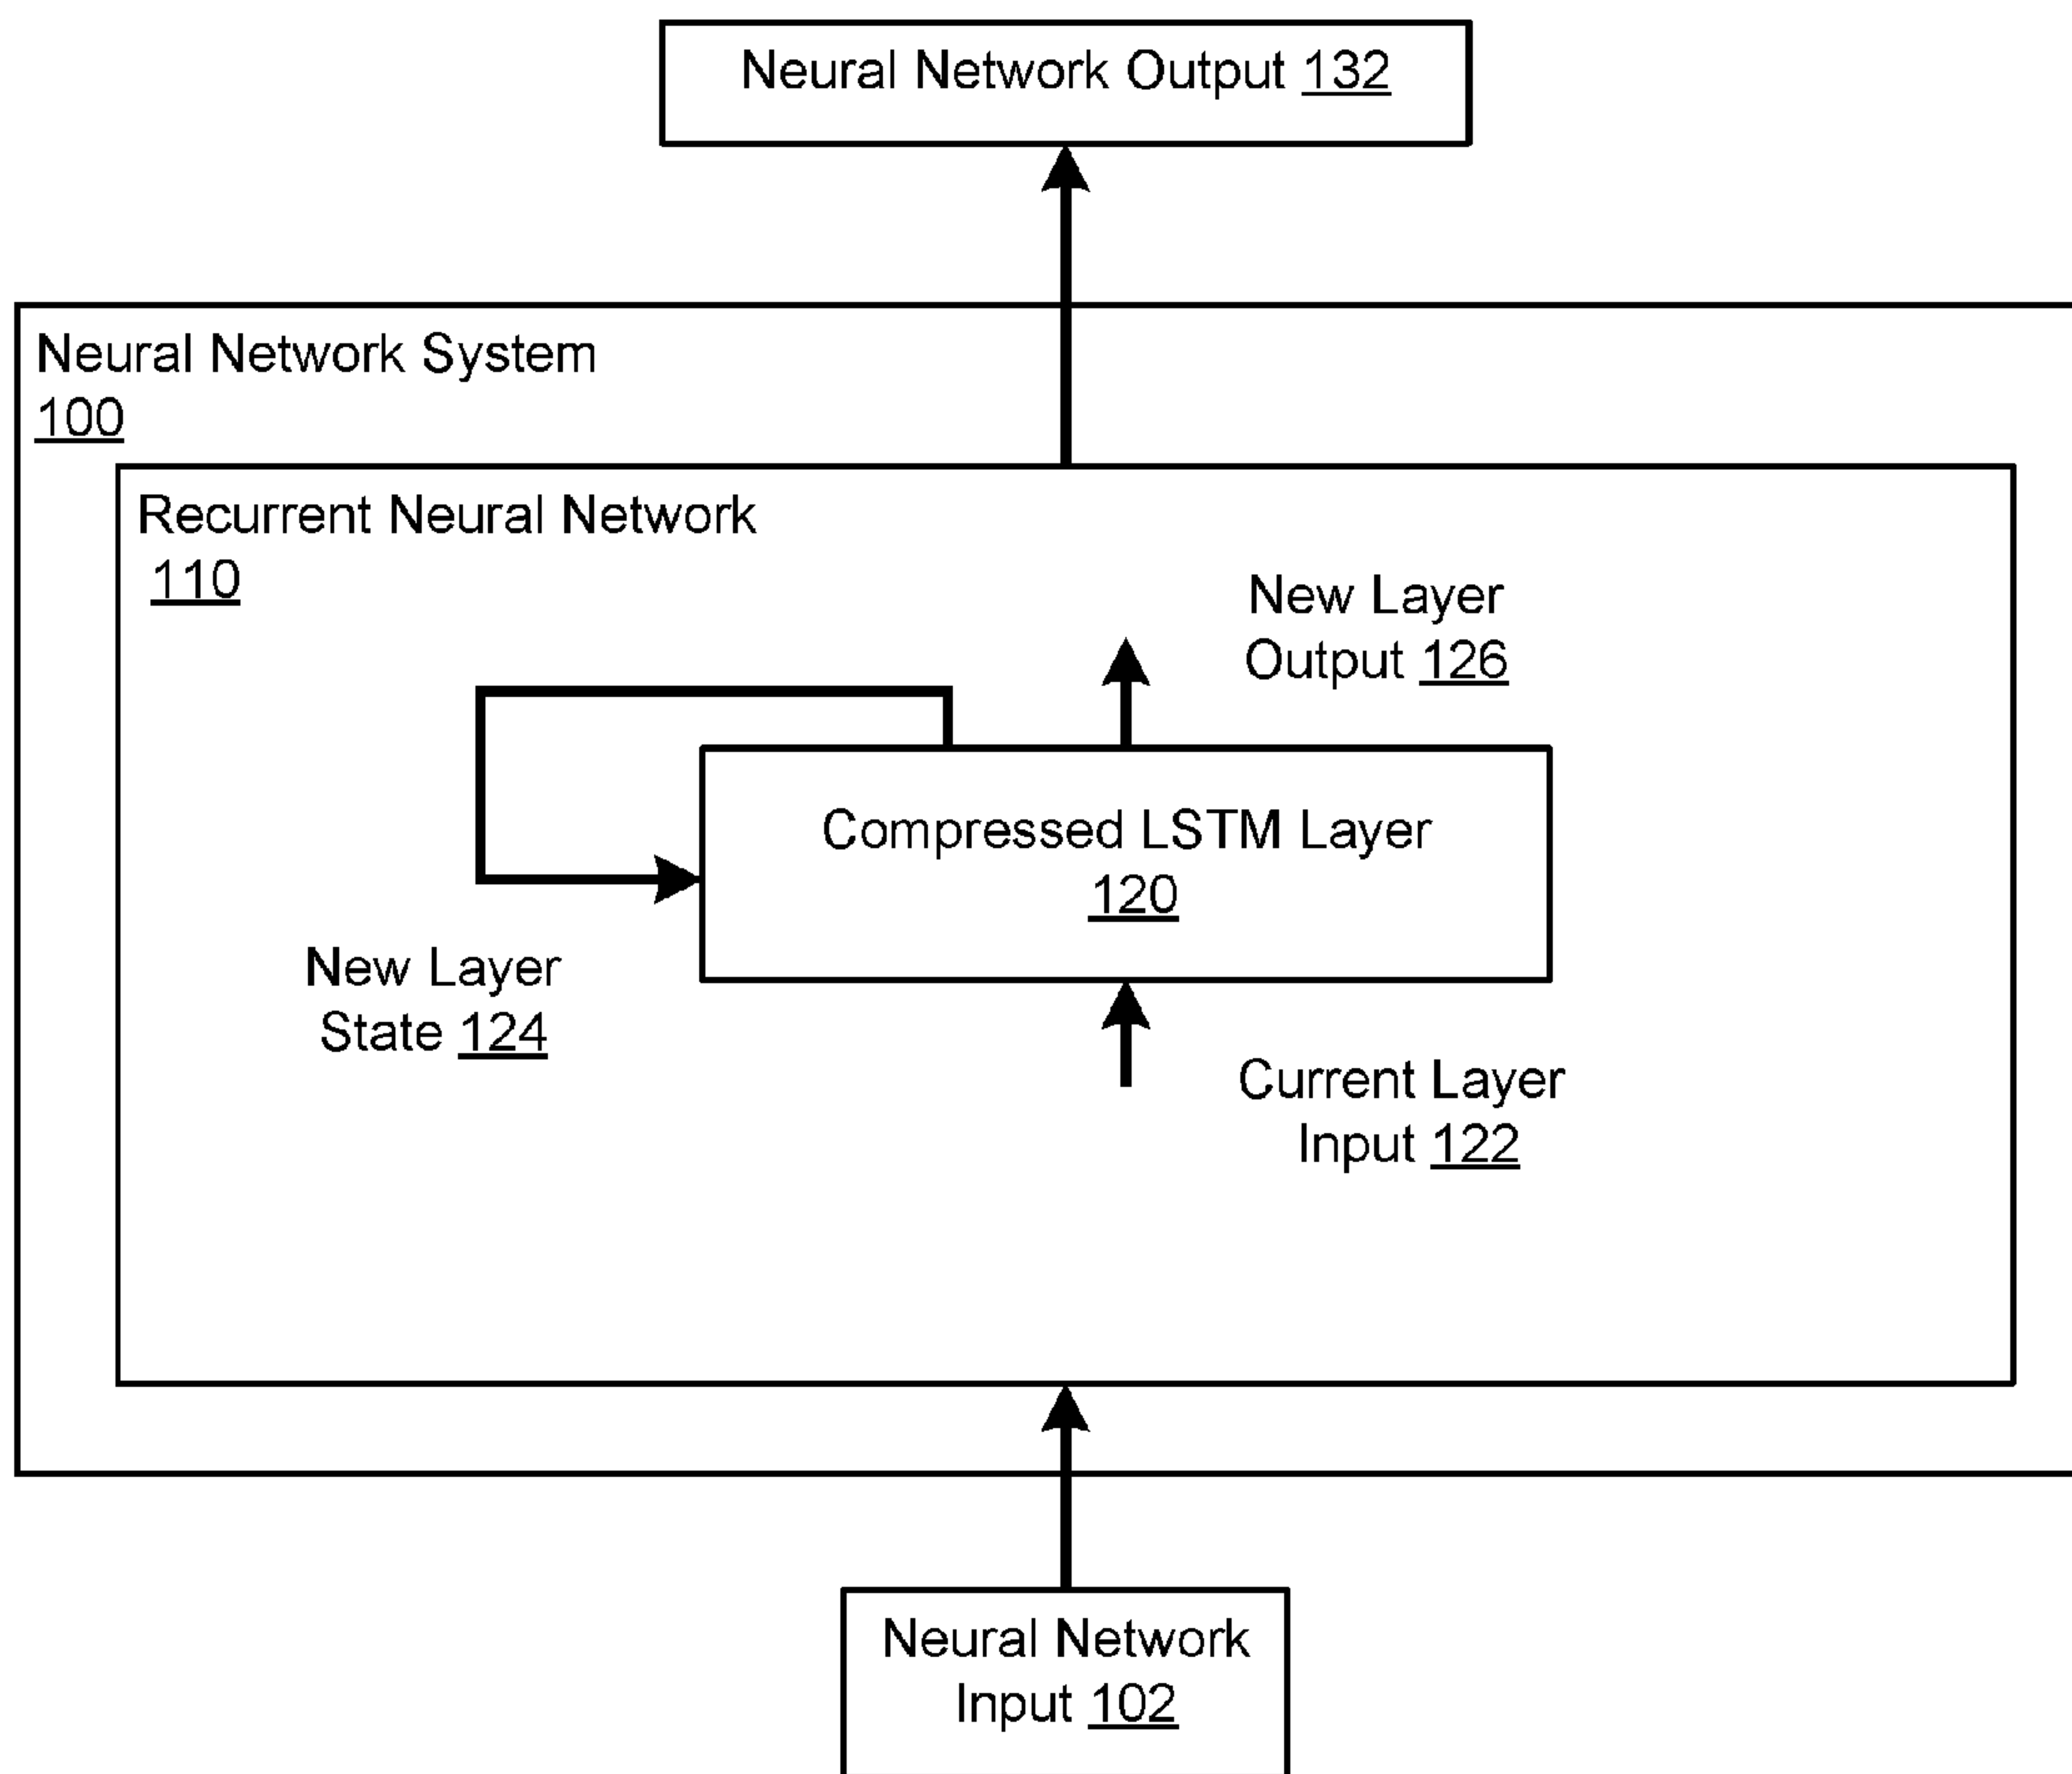 Neural Network Output 132
Neural Network System
100
Recurrent Neural Network
110
New Layer
Output 126
Compressed LSTM Layer
120
New Layer
State 124
Current Layer
Input 122
Neural Network
Input 102